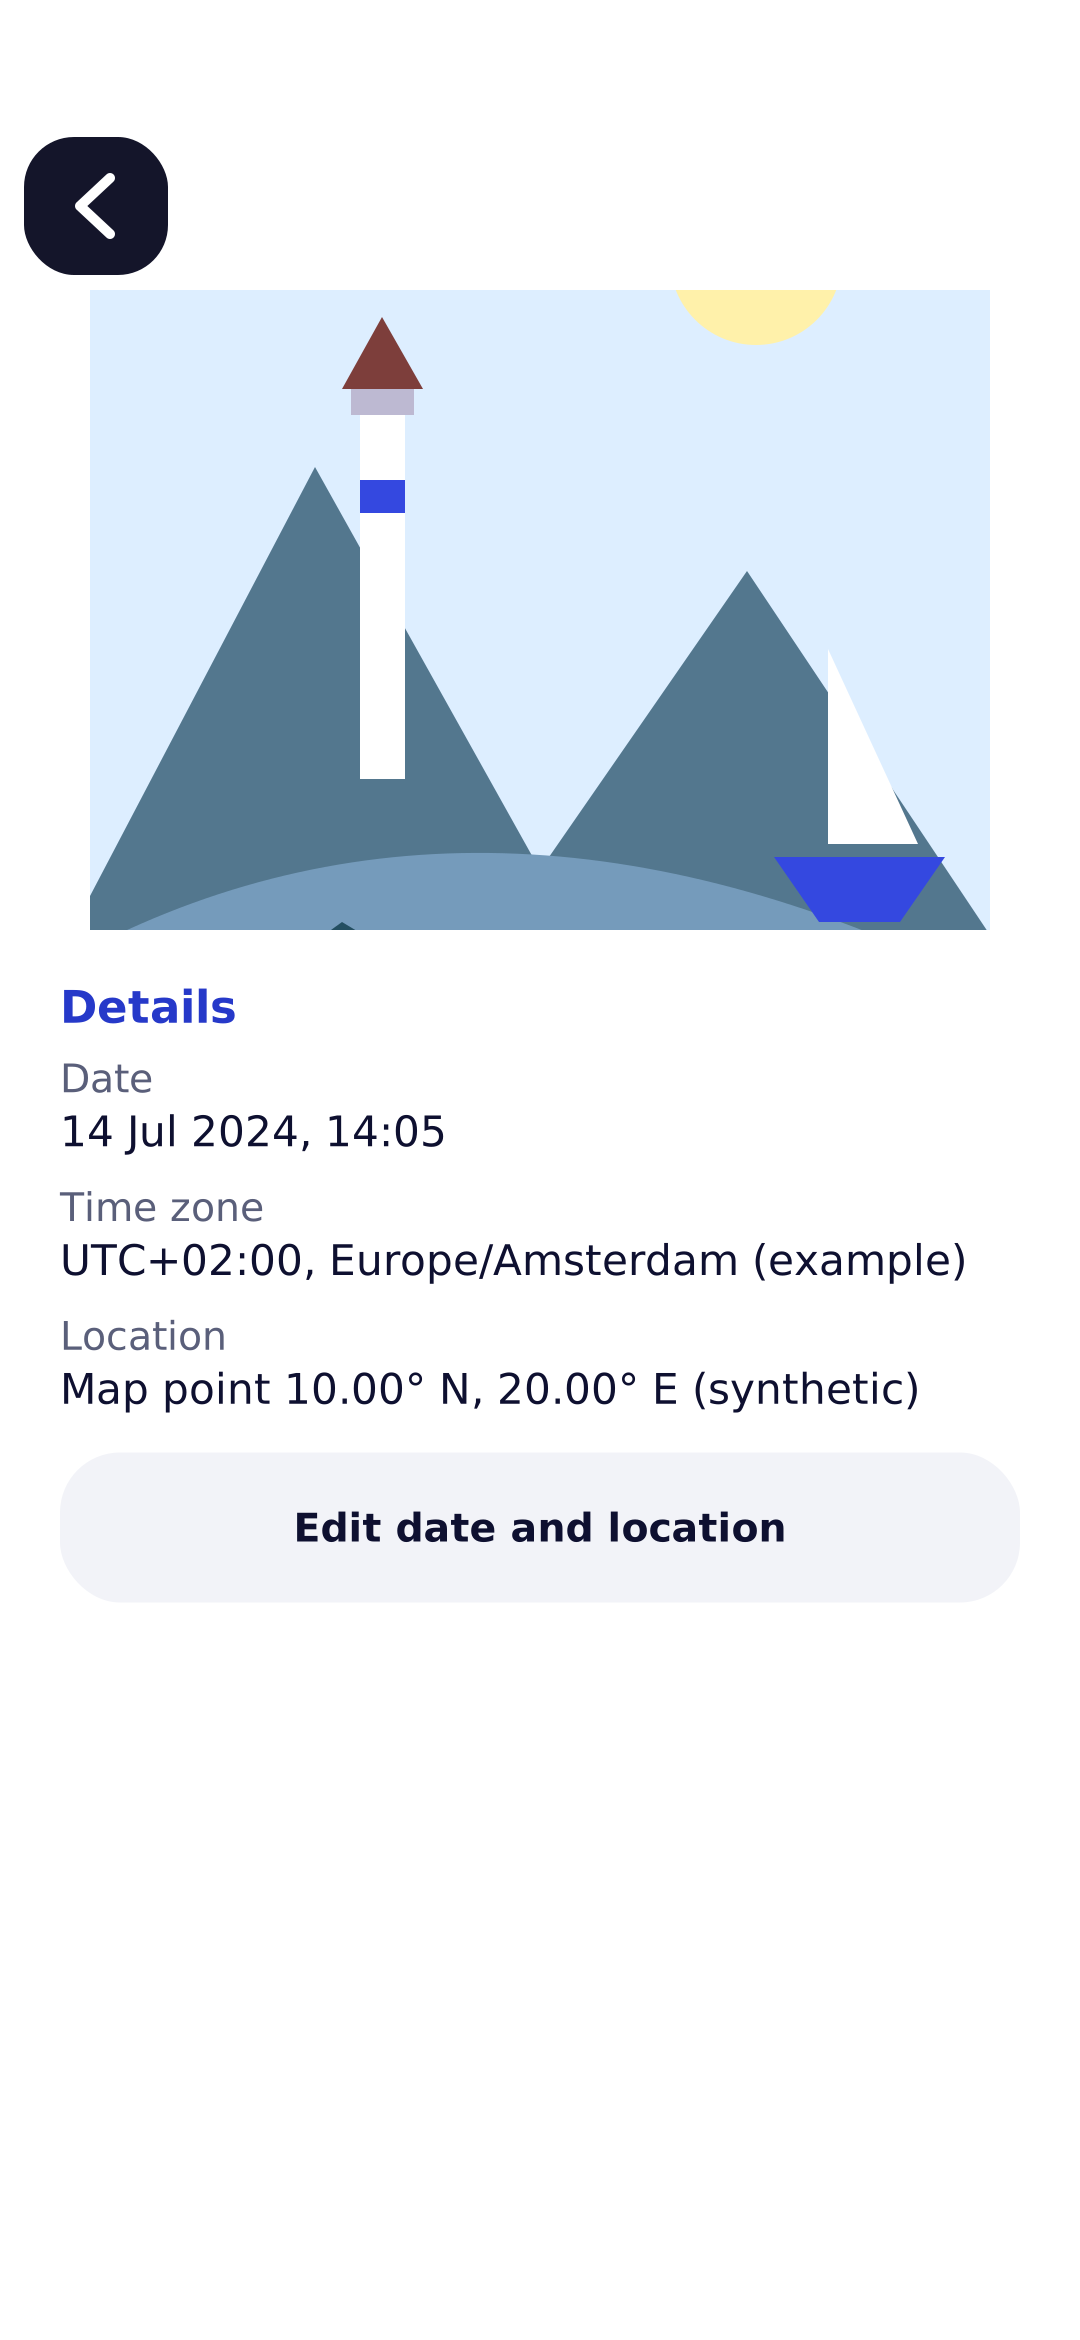 Details
Date
14 Jul 2024, 14:05
Time zone
UTC+02:00, Europe/Amsterdam (example)
Location
Map point 10.00° N, 20.00° E (synthetic)
Edit date and location